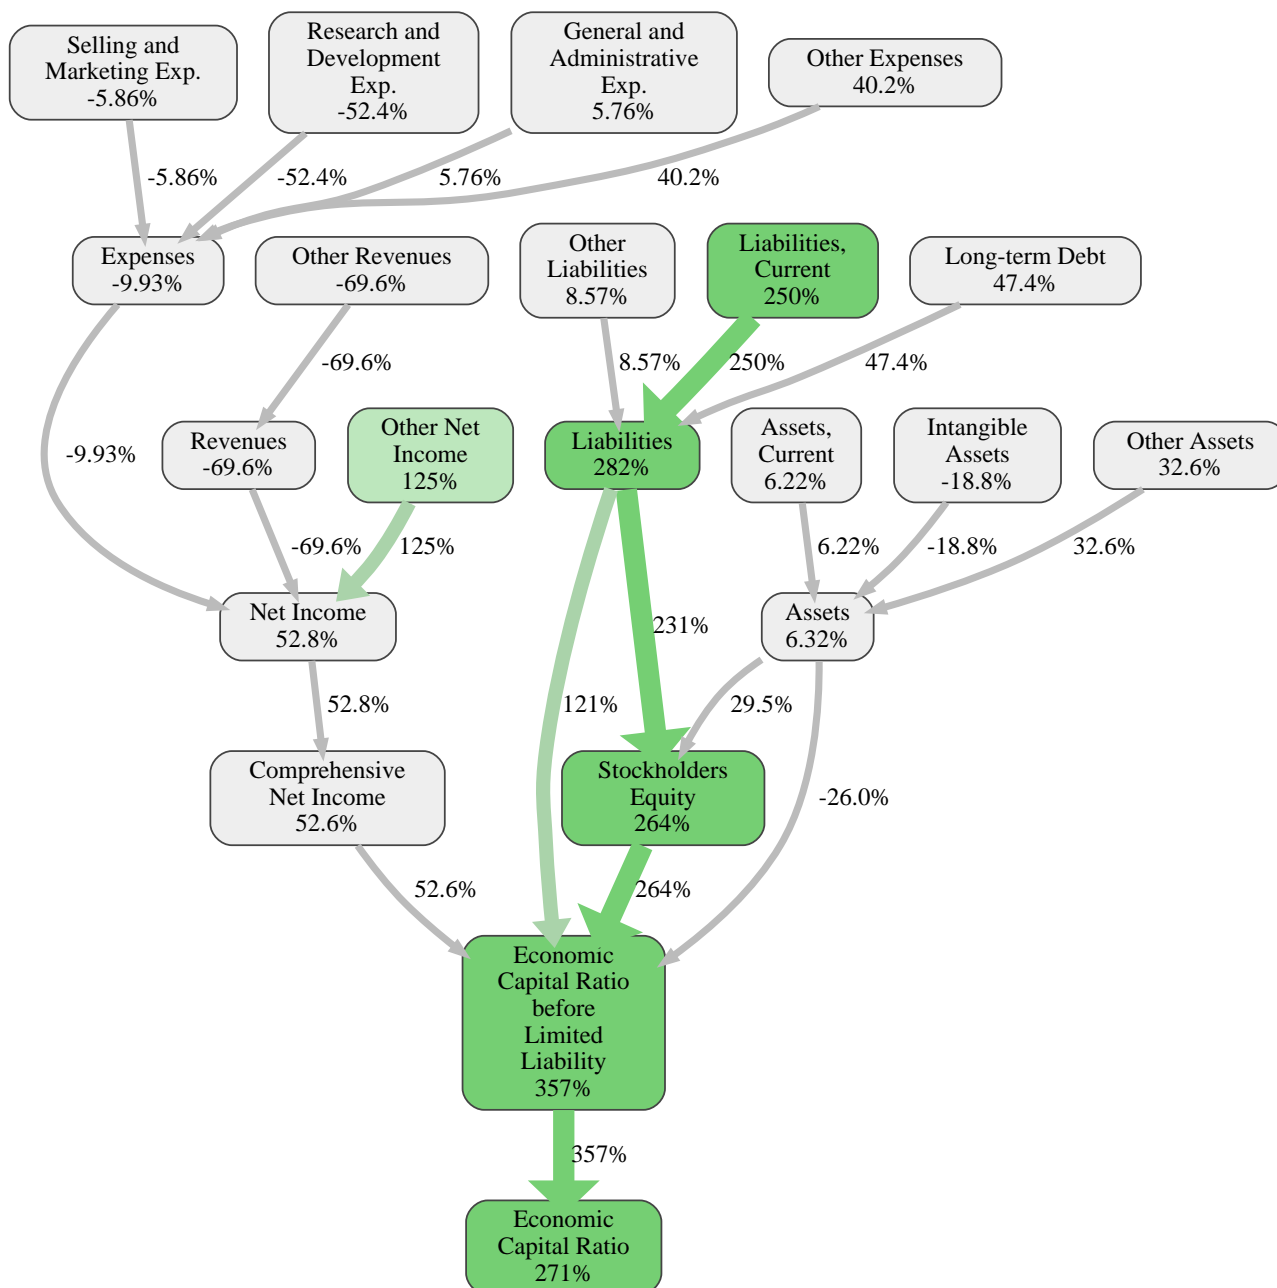 Selling and
Marketing Exp.
-5.86%
Research and
Development
Exp.
-52.4%
General and
Administrative
Exp.
5.76%
Other Expenses
40.2%
-5.86%
-52.4%
5.76%
40.2%
Expenses
-9.93%
Other Revenues
-69.6%
Other
Liabilities
8.57%
Liabilities,
Current
250%
Long-term Debt
47.4%
-69.6%
8.57%
250%
47.4%
-9.93%
Revenues
-69.6%
Other Net
Income
125%
Liabilities
282%
Assets,
Current
6.22%
Intangible
Assets
-18.8%
Other Assets
32.6%
-69.6%
125%
6.22%
-18.8%
32.6%
Net Income
52.8%
231%
Assets
6.32%
52.8%
121%
29.5%
Comprehensive
Net Income
52.6%
Stockholders
Equity
264%
-26.0%
52.6%
264%
Economic
Capital Ratio
before
Limited
Liability
357%
357%
Economic
Capital Ratio
271%